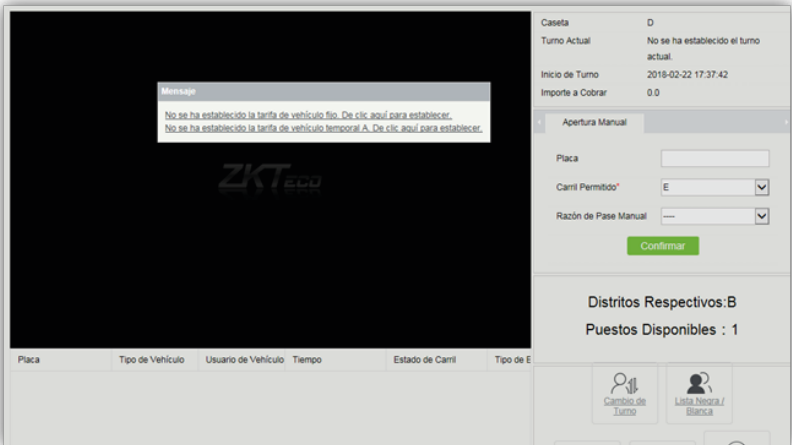 Caseta D
Turno Actual No se ha establecido el turno
actual.
Inicio de Turno 2018-02-22 17:37:42
Importe a Cobrar 0.0
Mensaje
No se ha establecido la tarifa de vehículo fijo. De clic aquí para establecer.
No se ha establecido la tarifa de vehículo temporal A. De clic aquí para establecer.
ZKTeco
Apertura Manual
Placa
Carril Permitido* E
Razón de Pase Manual ----
Confirmar
Distritos Respectivos:B
Puestos Disponibles : 1
Placa Tipo de Vehículo Usuario de Vehículo Tiempo Estado de Carril Tipo de E
Cambio de
Turno
Lista Negra /
Blanca